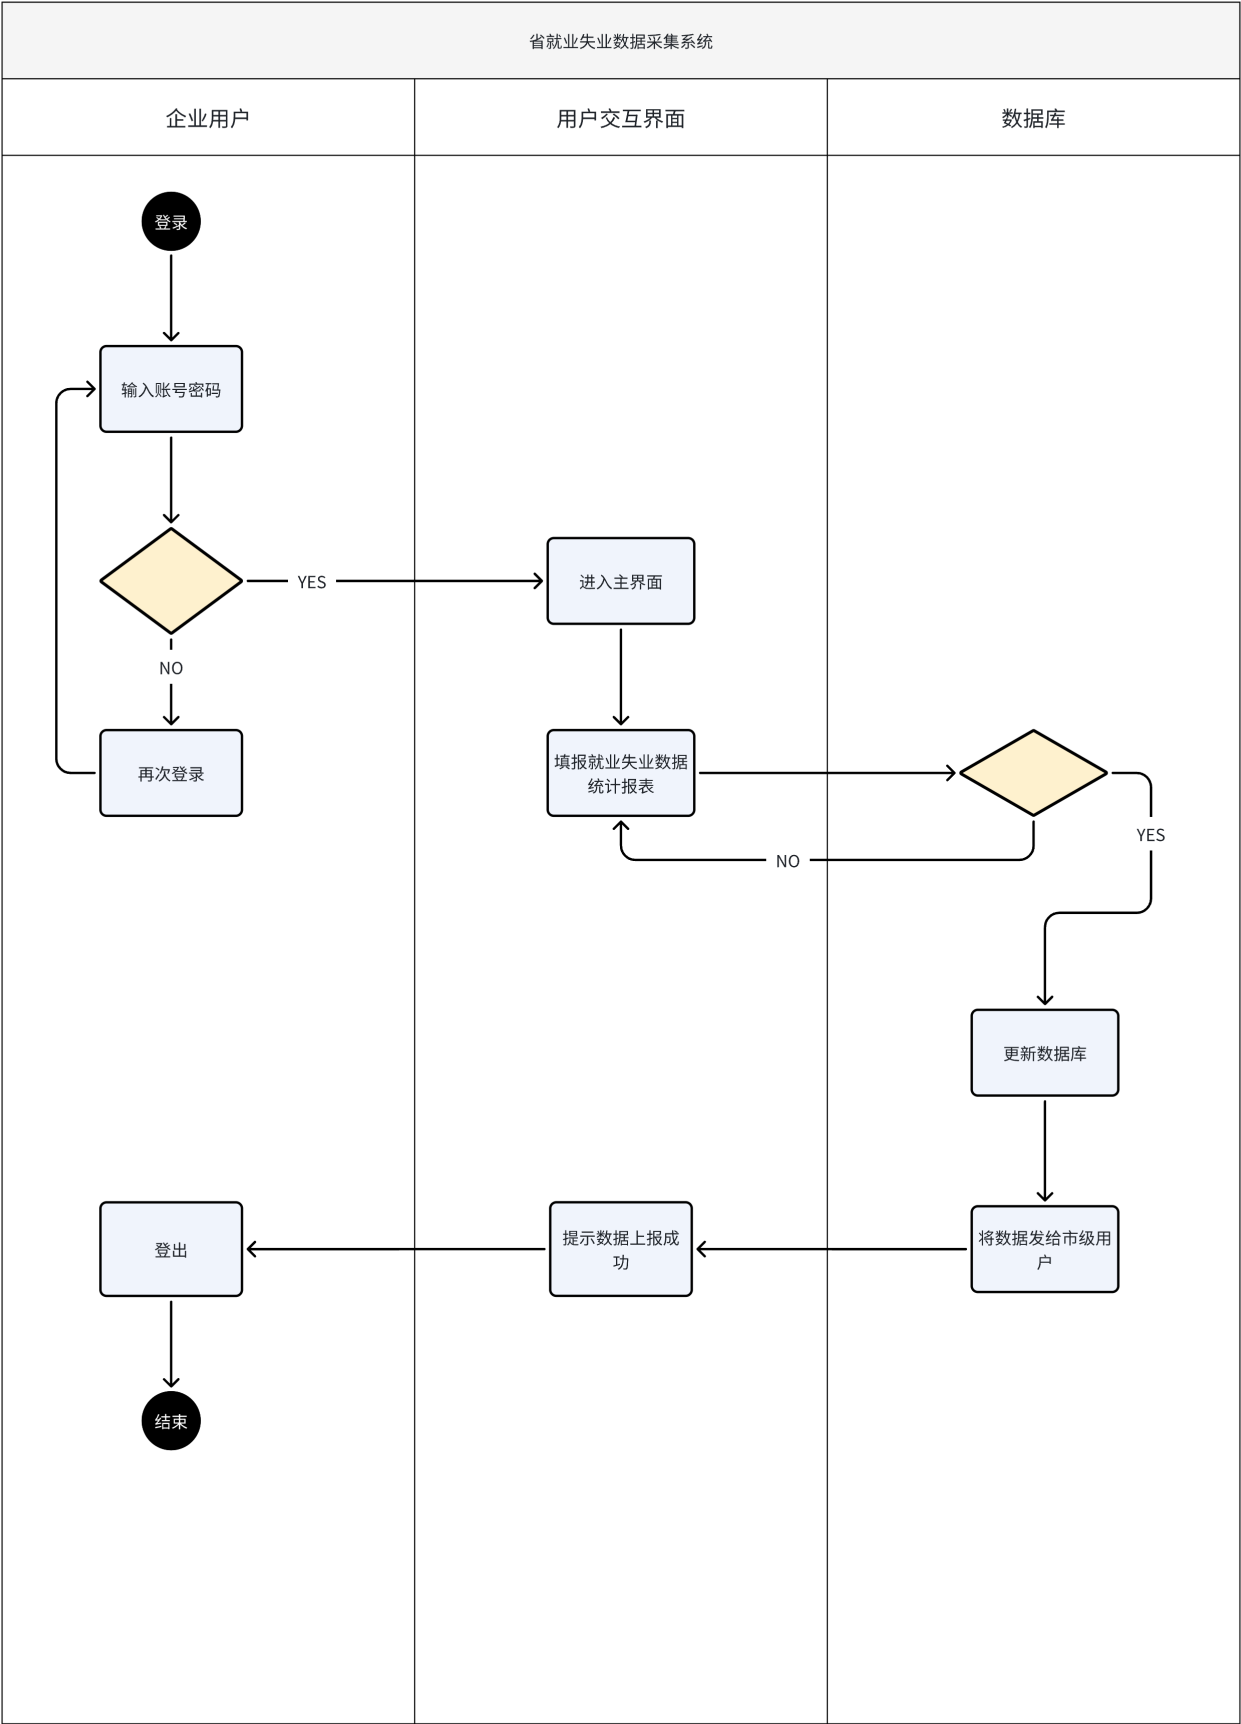 省就业失业数据采集系统
企业用户
用户交互界面
数据库
登录
输入账号密码
YES
进入主界面
NO
再次登录
填报就业失业数据
统计报表
YES
NO
更新数据库
登出
提示数据上报成
功
将数据发给市级用
户
结束